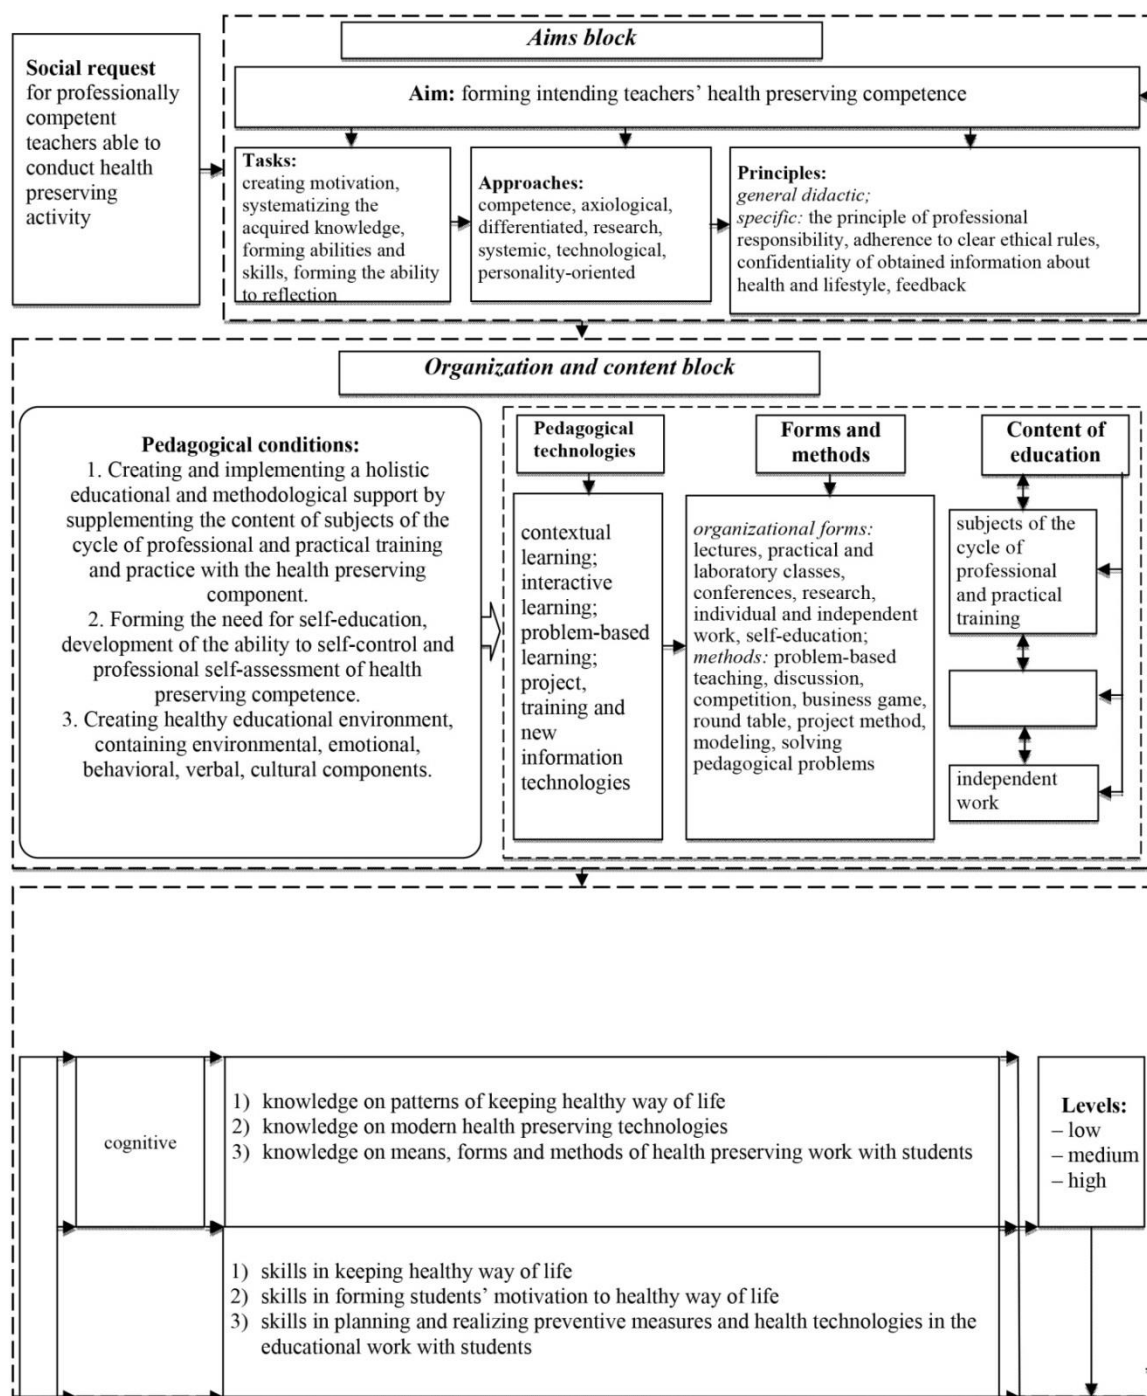 Social request
for professionally
competent
teachers able to
conduct health
preserving
activity
Aims block
Aim: forming intending teachers’ health preserving competence
Tasks:
creating motivation,
systematizing the
acquired knowledge,
forming abilities and
skills, forming the ability
to reflection
Approaches:
competence, axiological,
differentiated, research,
systemic, technological,
personality-oriented
Principles:
general didactic;
specific: the principle of professional
responsibility, adherence to clear ethical rules,
confidentiality of obtained information about
health and lifestyle, feedback
Organization and content block
Pedagogical conditions:
1. Creating and implementing a holistic
educational and methodological support by
supplementing the content of subjects of the
cycle of professional and practical training
and practice with the health preserving
component.
2. Forming the need for self-education,
development of the ability to self-control and
professional self-assessment of health
preserving competence.
3. Creating healthy educational environment,
containing environmental, emotional,
behavioral, verbal, cultural components.
Pedagogical
technologies
contextual
learning;
interactive
learning;
problem-based
learning;
project,
training and
new
information
technologies
Forms and
methods
organizational forms:
lectures, practical and
laboratory classes,
conferences, research,
individual and independent
work, self-education;
methods: problem-based
teaching, discussion,
competition, business game,
round table, project method,
modeling, solving
pedagogical problems
Content of
education
subjects of the
cycle of
professional
and practical
training
independent
work
cognitive
1) knowledge on patterns of keeping healthy way of life
2) knowledge on modern health preserving technologies
3) knowledge on means, forms and methods of health preserving work with students
Levels:
– low
– medium
– high
1) skills in keeping healthy way of life
2) skills in forming students’ motivation to healthy way of life
3) skills in planning and realizing preventive measures and health technologies in the
educational work with students